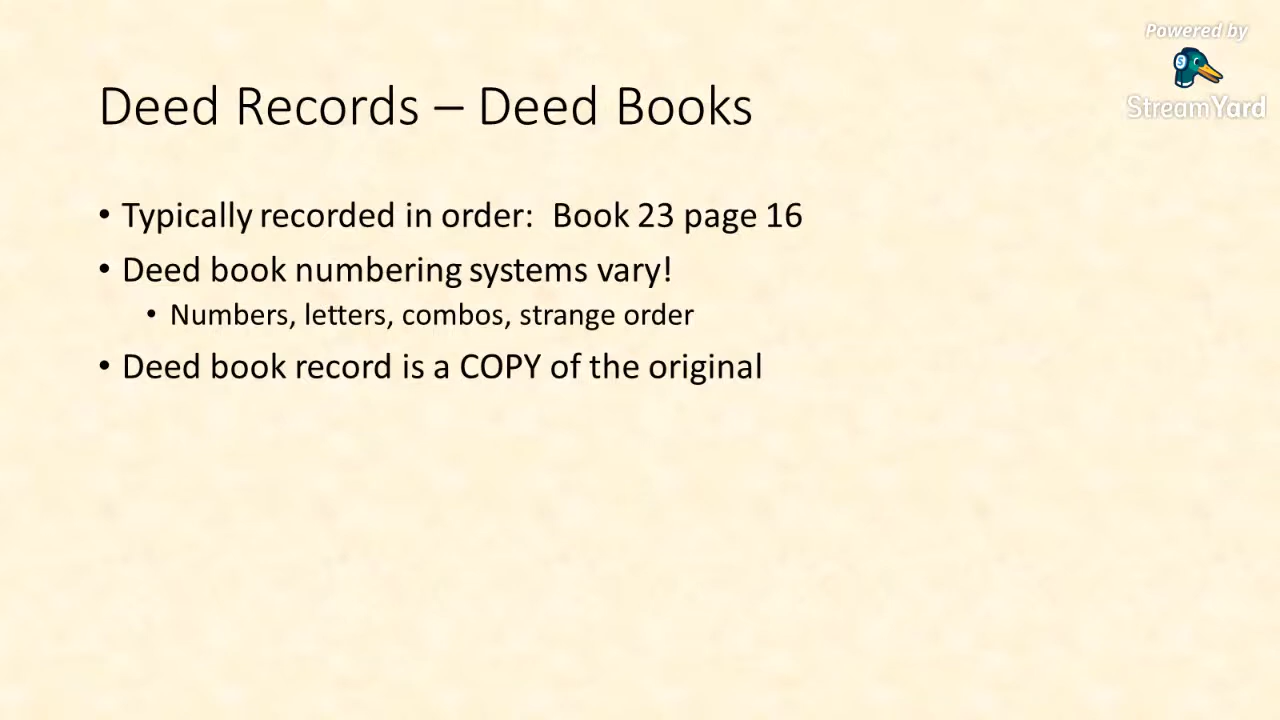 Powered by
StreamYard
Deed Records – Deed Books
• Typically recorded in order:  Book 23 page 16
• Deed book numbering systems vary!
• Numbers, letters, combos, strange order
• Deed book record is a COPY of the original